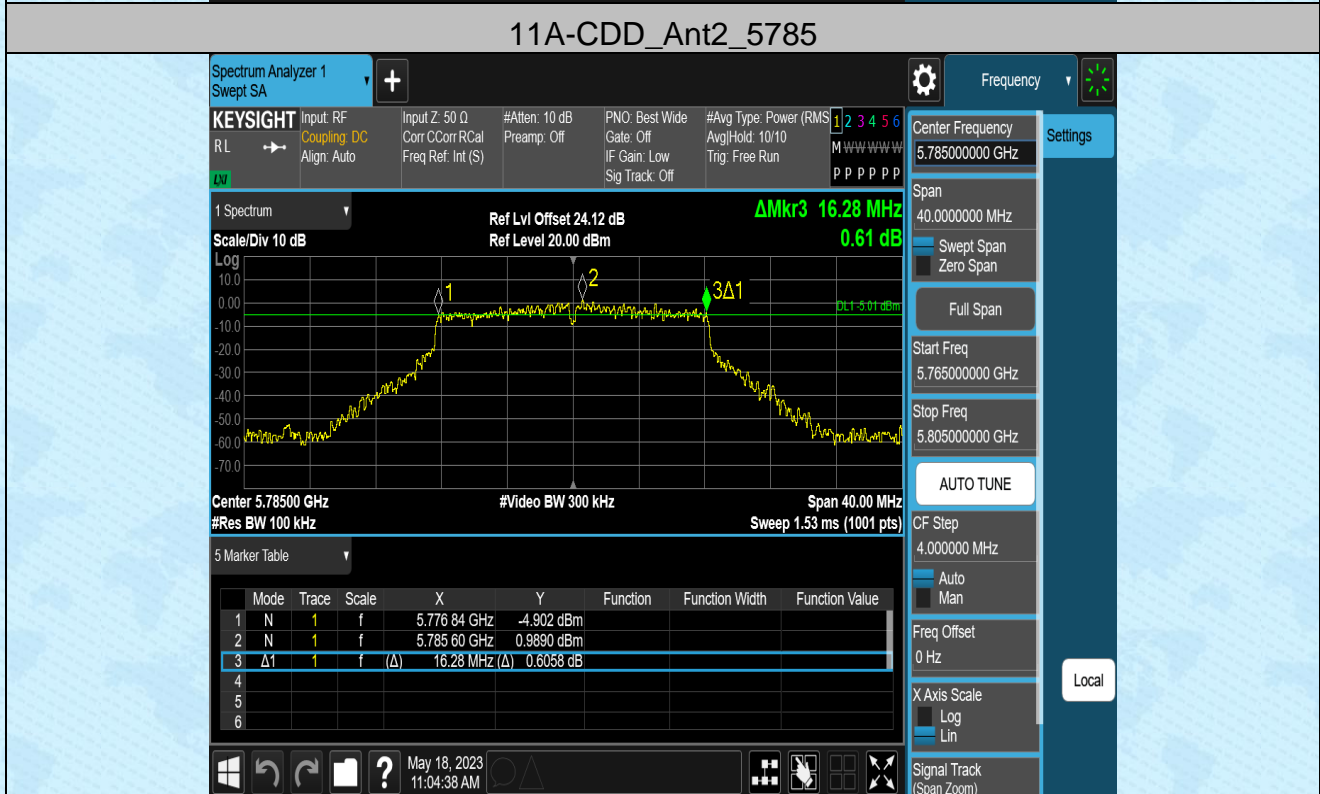 11A-CDD_Ant2_5785
Spectrum Analyzer 1
Swept SA
+
Frequency
KEYSIGHT
RL
LXI
Input: RF
Coupling: DC
Align: Auto
Input Z: 50 Ω
Corr CCorr RCal
Freq Ref: Int (S)
#Atten: 10 dB
Preamp: Off
PNO: Best Wide
Gate: Off
IF Gain: Low
Sig Track: Off
#Avg Type: Power (RMS
Avg|Hold: 10/10
Trig: Free Run
1 2 3 4 5 6
M W W W W W
P P P P P P
1 Spectrum
Scale/Div 10 dB
Ref Lvl Offset 24.12 dB
Ref Level 20.00 dBm
ΔMkr3 16.28 MHz
0.61 dB
Log
10.0
0.00
-10.0
-20.0
-30.0
-40.0
-50.0
-60.0
-70.0
1
2
3Δ1
DL1 -5.01 dBm
Center 5.78500 GHz
#Video BW 300 kHz
Span 40.00 MHz
#Res BW 100 kHz
Sweep 1.53 ms (1001 pts)
5 Marker Table
Mode Trace Scale X Y Function Function Width Function Value
1 N 1 f 5.776 84 GHz -4.902 dBm
2 N 1 f 5.785 60 GHz 0.9890 dBm
3 Δ1 1 f (Δ) 16.28 MHz (Δ) 0.6058 dB
4
5
6
?
May 18, 2023
11:04:38 AM
Center Frequency
5.785000000 GHz
Settings
Span
40.0000000 MHz
Swept Span
Zero Span
Full Span
Start Freq
5.765000000 GHz
Stop Freq
5.805000000 GHz
AUTO TUNE
CF Step
4.000000 MHz
Auto
Man
Freq Offset
0 Hz
X Axis Scale
Log
Lin
Local
Signal Track
(Span Zoom)